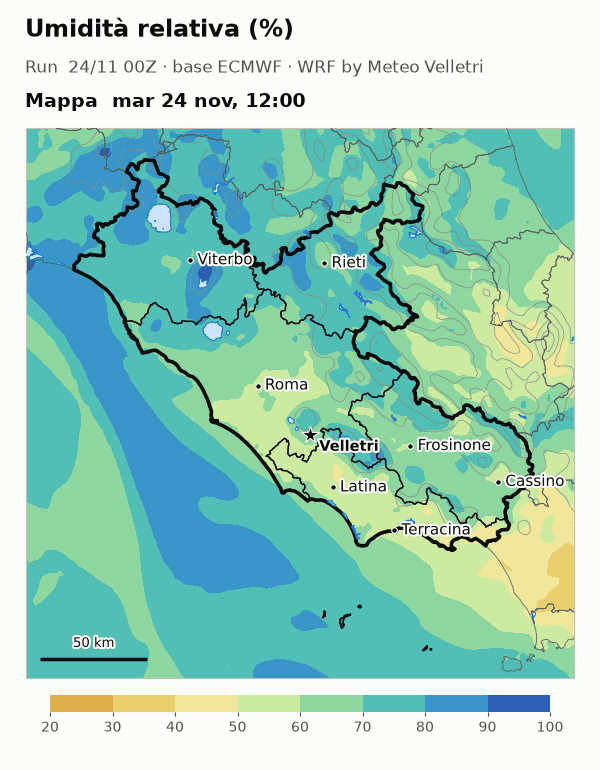 Umidità relativa (%)
Run  24/11 00Z · base ECMWF · WRF by Meteo Velletri
Mappa  mar 24 nov, 12:00
Viterbo
Rieti
Roma
Velletri
Frosinone
Cassino
Latina
Terracina
50 km
20 30 40 50 60 70 80 90 100